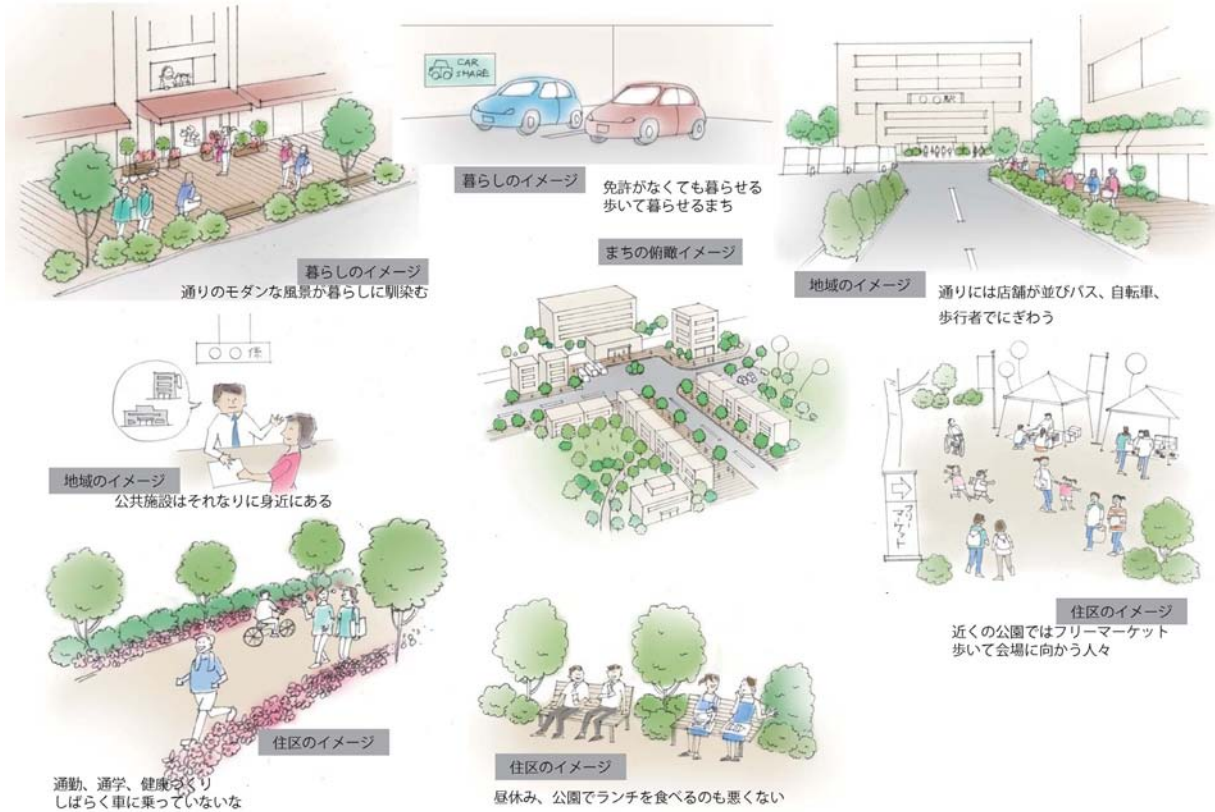 CAR
SHARE
○○駅
暮らしのイメージ
通りのモダンな風景が暮らしに馴染む
暮らしのイメージ
免許がなくても暮らせる
歩いて暮らせるまち
まちの俯瞰イメージ
地域のイメージ
通りには店舗が並びバス、自転車、
歩行者でにぎわう
○○係
地域のイメージ
公共施設はそれなりに身近にある
フリーマーケット
住区のイメージ
近くの公園ではフリーマーケット
歩いて会場に向かう人々
住区のイメージ
通勤、通学、健康づくり
しばらく車に乗っていないな
住区のイメージ
昼休み、公園でランチを食べるのも悪くない